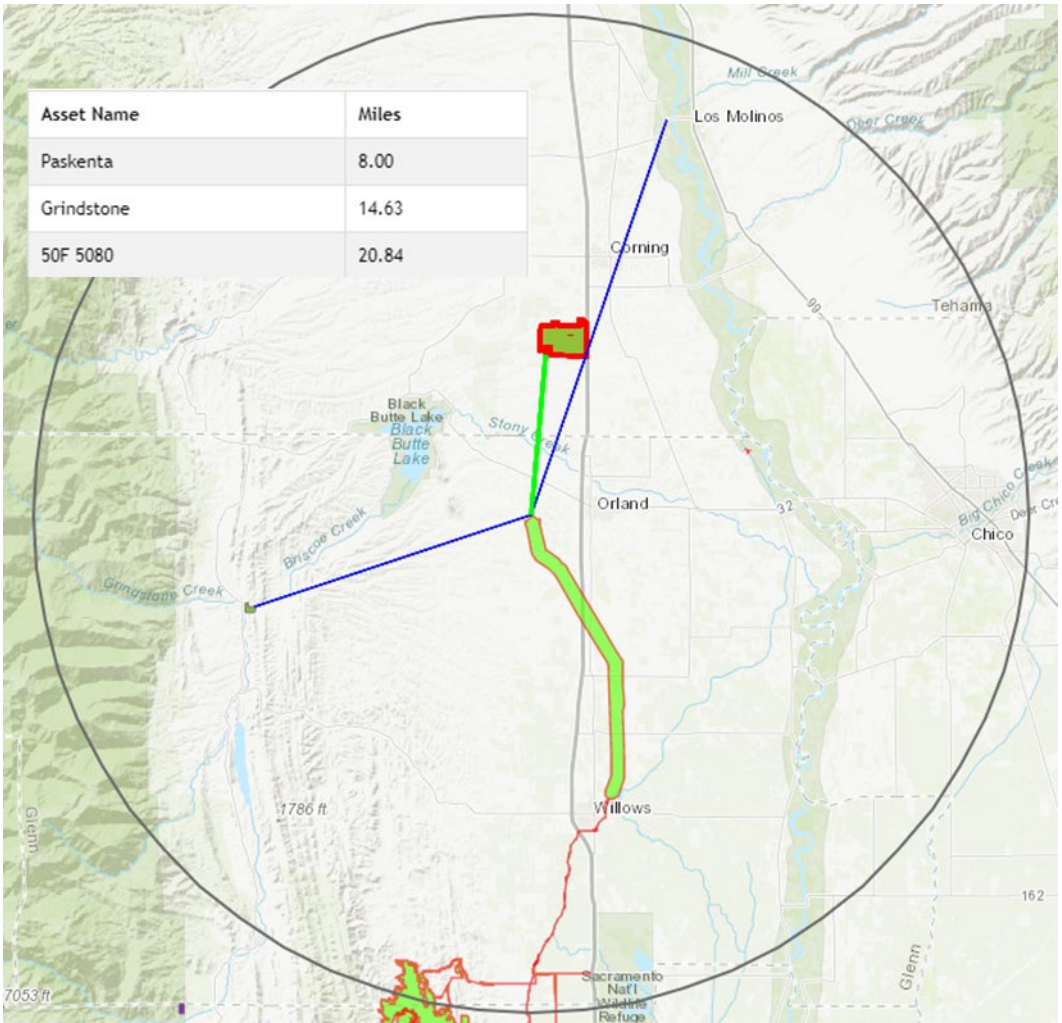 Mill Creek
Los Molinos
Deer Creek
Asset Name Miles
Paskenta 8.00
Grindstone 14.63
50F 5080 20.84
Corning
99
Tehama
Black
Butte Lake
Black
Butte
Lake
Stony Creek
Orland
32
Big Chico Creek
Deer Cre
Chico
Briscoe Creek
Grindstone Creek
1786 ft
Willows
Glenn
162
Glenn
7053 ft
Sacramento
Nat'l
Wildlife
Refuge